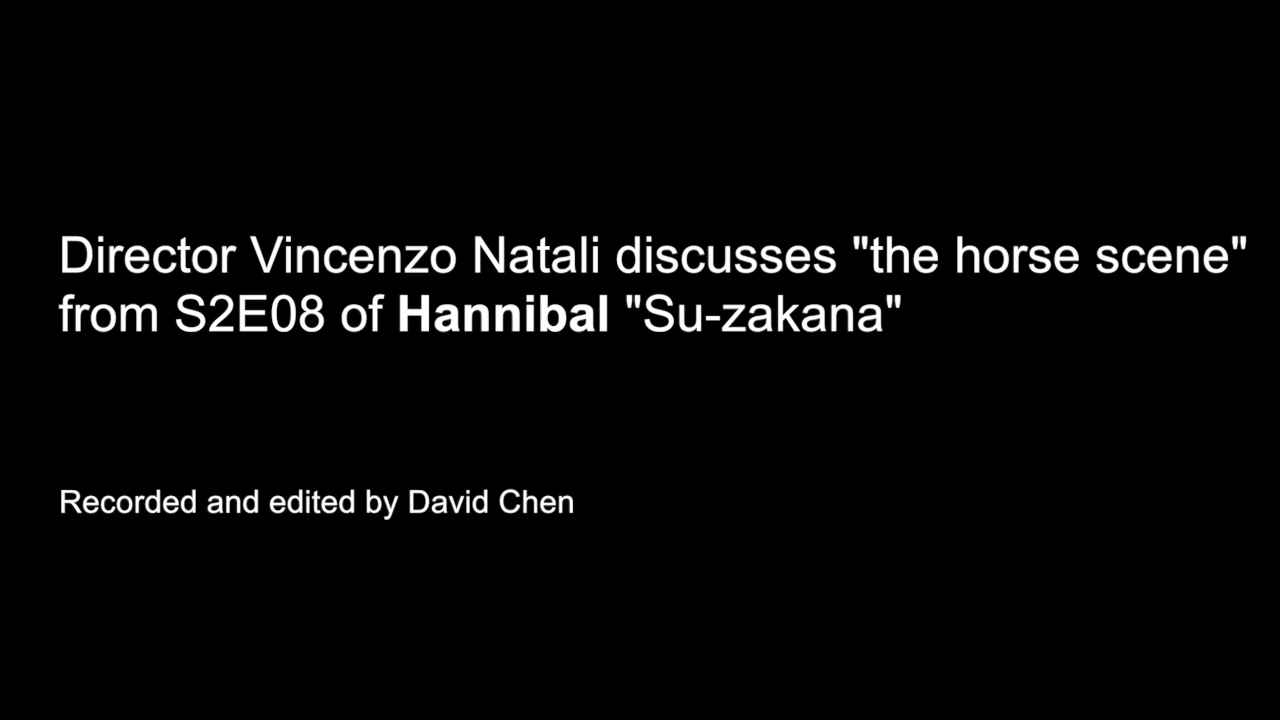 Director Vincenzo Natali discusses "the horse scene"
from S2E08 of Hannibal "Su-zakana"
Recorded and edited by David Chen